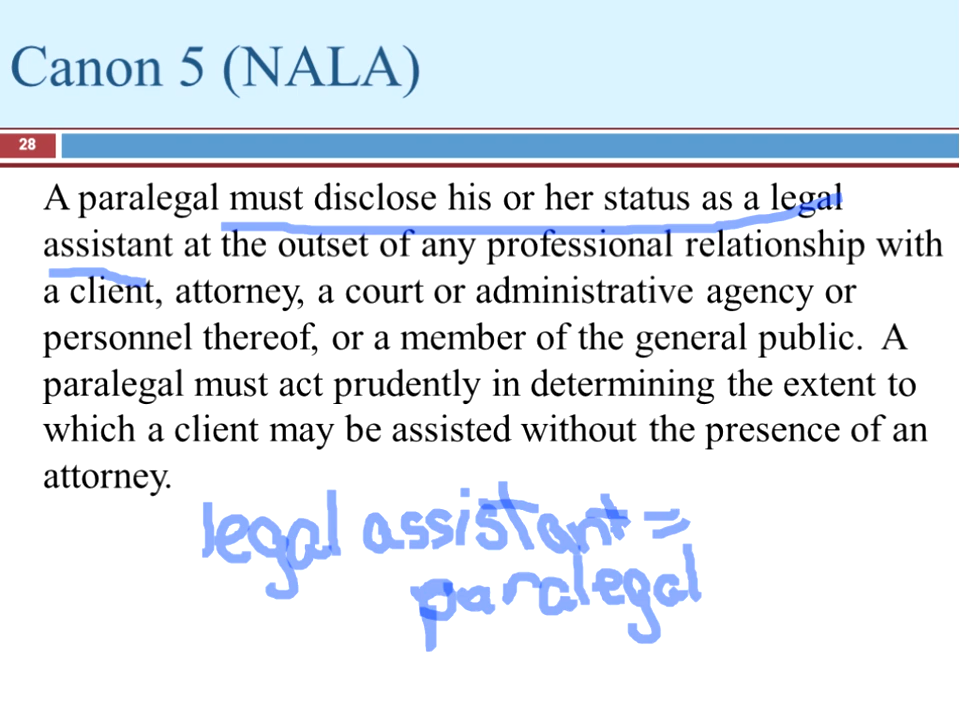 Canon 5 (NALA)
28
A paralegal must disclose his or her status as a legal
assistant at the outset of any professional relationship with
a client, attorney, a court or administrative agency or
personnel thereof, or a member of the general public.  A
paralegal must act prudently in determining the extent to
which a client may be assisted without the presence of an
attorney.
legal assistant =
paralegal